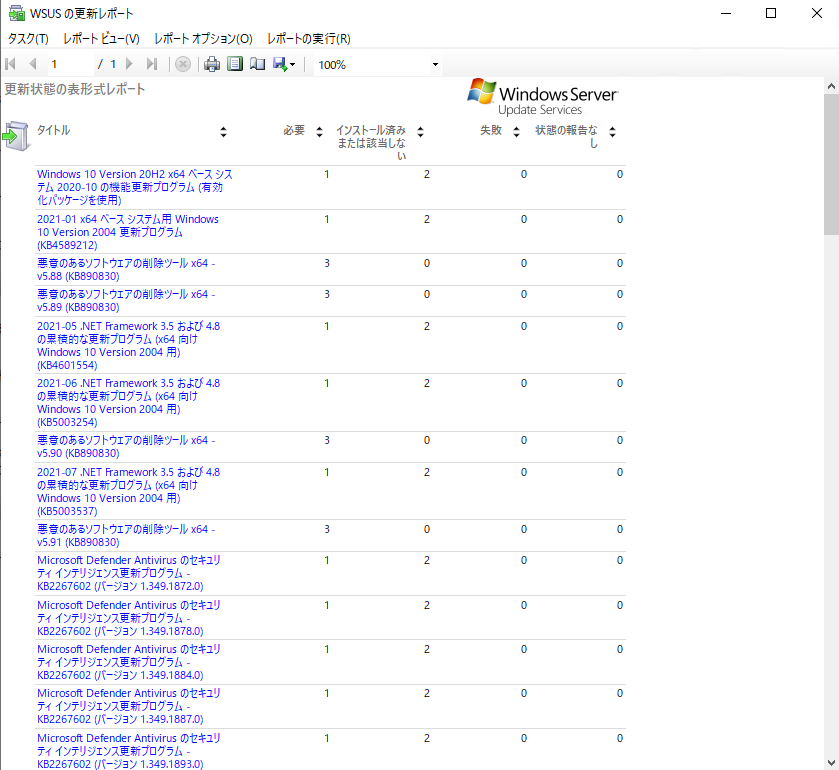 WSUS の更新レポート
タスク(T) レポート ビュー(V) レポート オプション(O) レポートの実行(R)
1 / 1 100%
更新状態の表形式レポート
Windows Server
Update Services
タイトル 必要 インストール済み 失敗 状態の報告な
または該当しな し
い
Windows 10 Version 20H2 x64 ベース シス 1 2 0 0
テム 2020-10 の機能更新プログラム (有効
化パッケージを使用)
2021-01 x64 ベース システム用 Windows 1 2 0 0
10 Version 2004 更新プログラム
(KB4589212)
悪意のあるソフトウェアの削除ツール x64 - 3 0 0 0
v5.88 (KB890830)
悪意のあるソフトウェアの削除ツール x64 - 3 0 0 0
v5.89 (KB890830)
2021-05 .NET Framework 3.5 および 4.8 1 2 0 0
の累積的な更新プログラム (x64 向け
Windows 10 Version 2004 用)
(KB4601554)
2021-06 .NET Framework 3.5 および 4.8 1 2 0 0
の累積的な更新プログラム (x64 向け
Windows 10 Version 2004 用)
(KB5003254)
悪意のあるソフトウェアの削除ツール x64 - 3 0 0 0
v5.90 (KB890830)
2021-07 .NET Framework 3.5 および 4.8 1 2 0 0
の累積的な更新プログラム (x64 向け
Windows 10 Version 2004 用)
(KB5003537)
悪意のあるソフトウェアの削除ツール x64 - 3 0 0 0
v5.91 (KB890830)
Microsoft Defender Antivirus のセキュリ 1 2 0 0
ティ インテリジェンス更新プログラム -
KB2267602 (バージョン 1.349.1872.0)
Microsoft Defender Antivirus のセキュリ 1 2 0 0
ティ インテリジェンス更新プログラム -
KB2267602 (バージョン 1.349.1878.0)
Microsoft Defender Antivirus のセキュリ 1 2 0 0
ティ インテリジェンス更新プログラム -
KB2267602 (バージョン 1.349.1884.0)
Microsoft Defender Antivirus のセキュリ 1 2 0 0
ティ インテリジェンス更新プログラム -
KB2267602 (バージョン 1.349.1887.0)
Microsoft Defender Antivirus のセキュリ 1 2 0 0
ティ インテリジェンス更新プログラム -
KB2267602 (バージョン 1.349.1893.0)